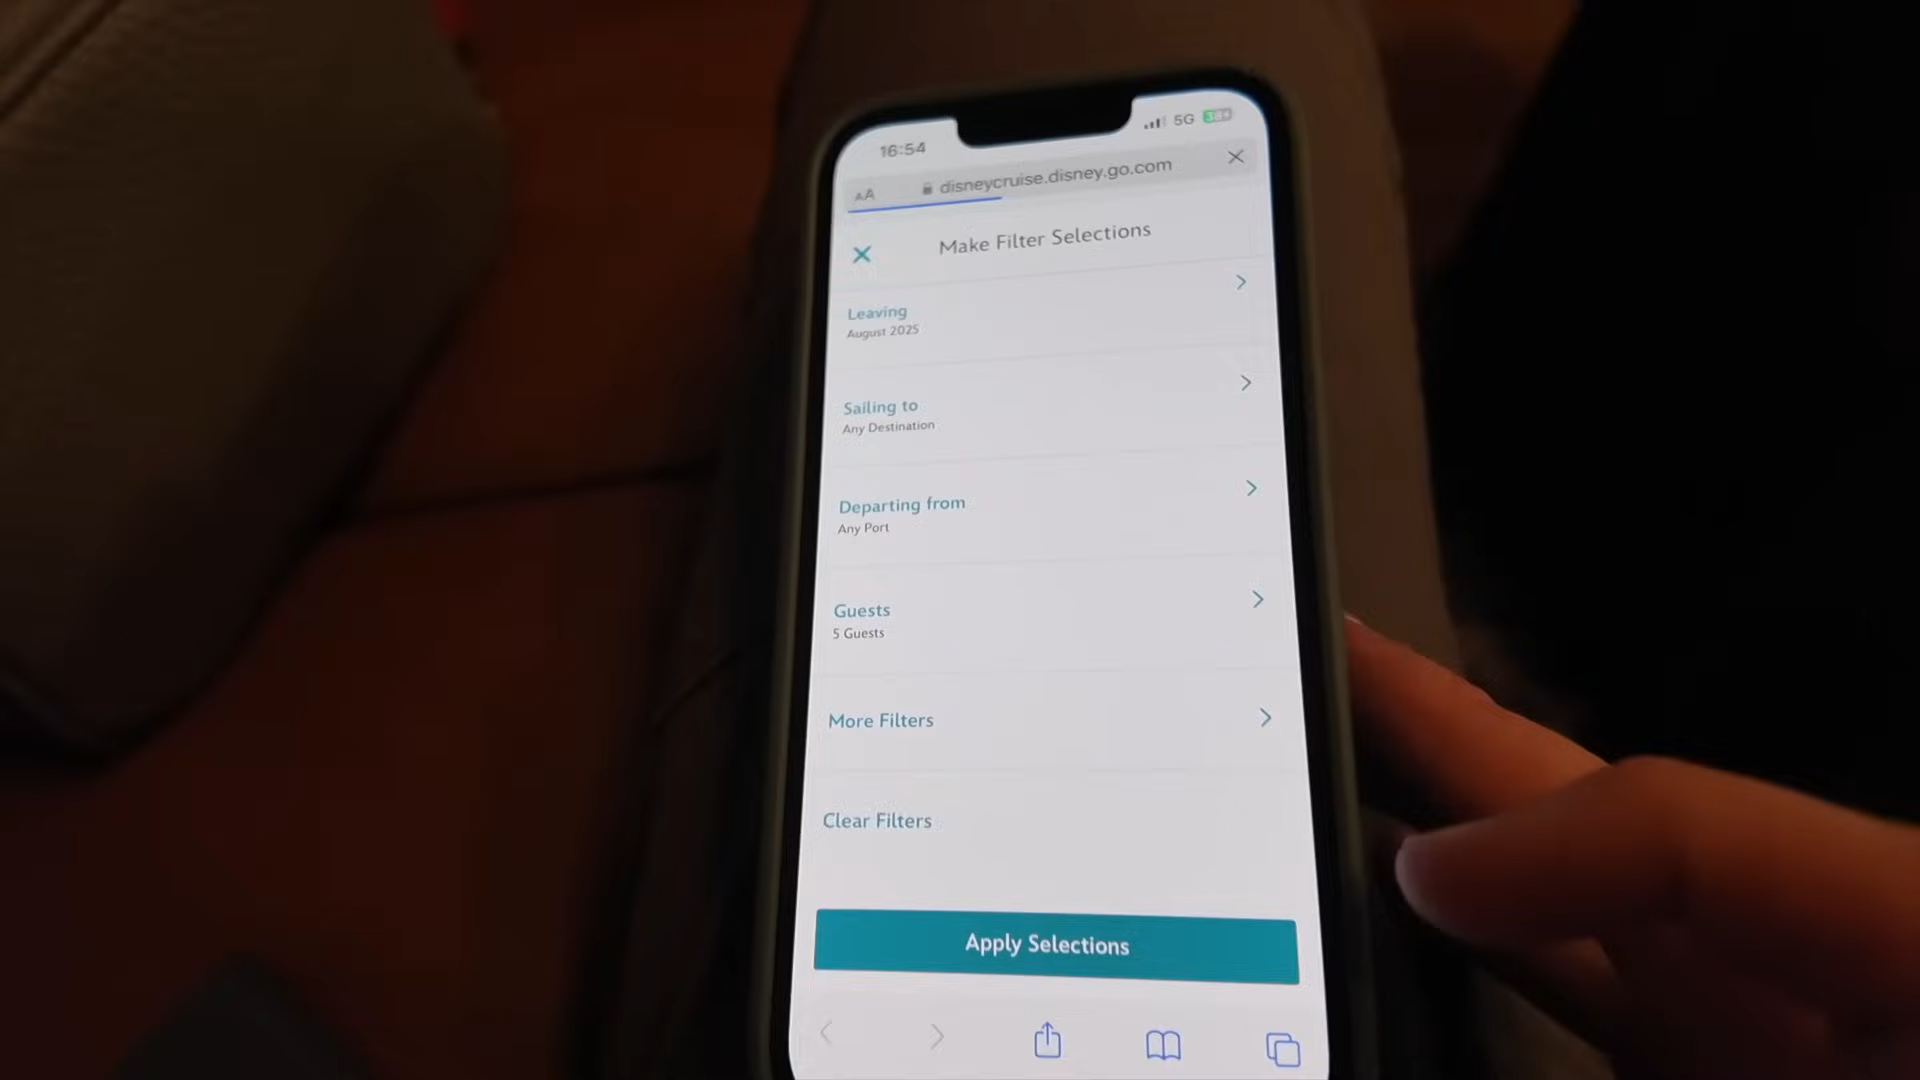 16:54
5G
AA disneycruise.disney.go.com
Make Filter Selections
Leaving
August 2025
Sailing to
Any Destination
Departing from
Any Port
Guests
5 Guests
More Filters
Clear Filters
Apply Selections